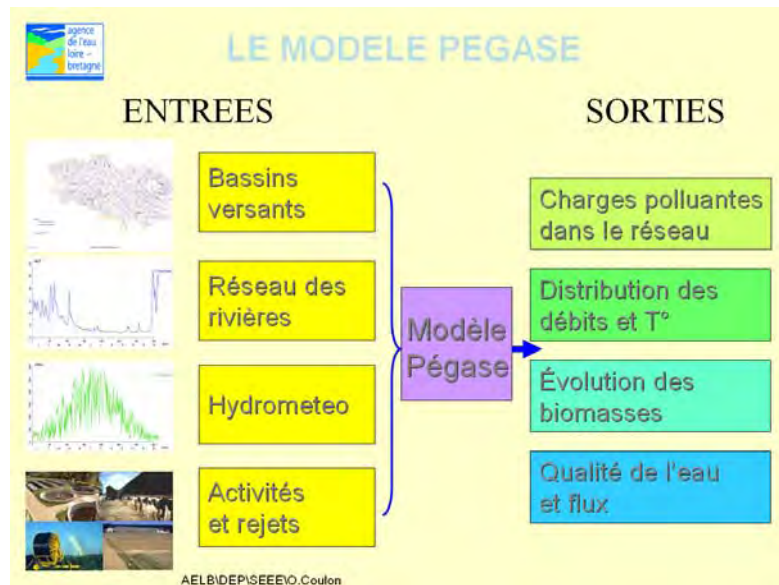 agence
de l'eau
loire –
bretagne
LE MODELE PEGASE
ENTREES
SORTIES
Bassins
versants
Réseau des
rivières
Hydrometeo
Activités
et rejets
Modèle
Pégase
Charges polluantes
dans le réseau
Distribution des
débits et T°
Évolution des
biomasses
Qualité de l'eau
et flux
AELB\DEP\SEEE\O.Coulon